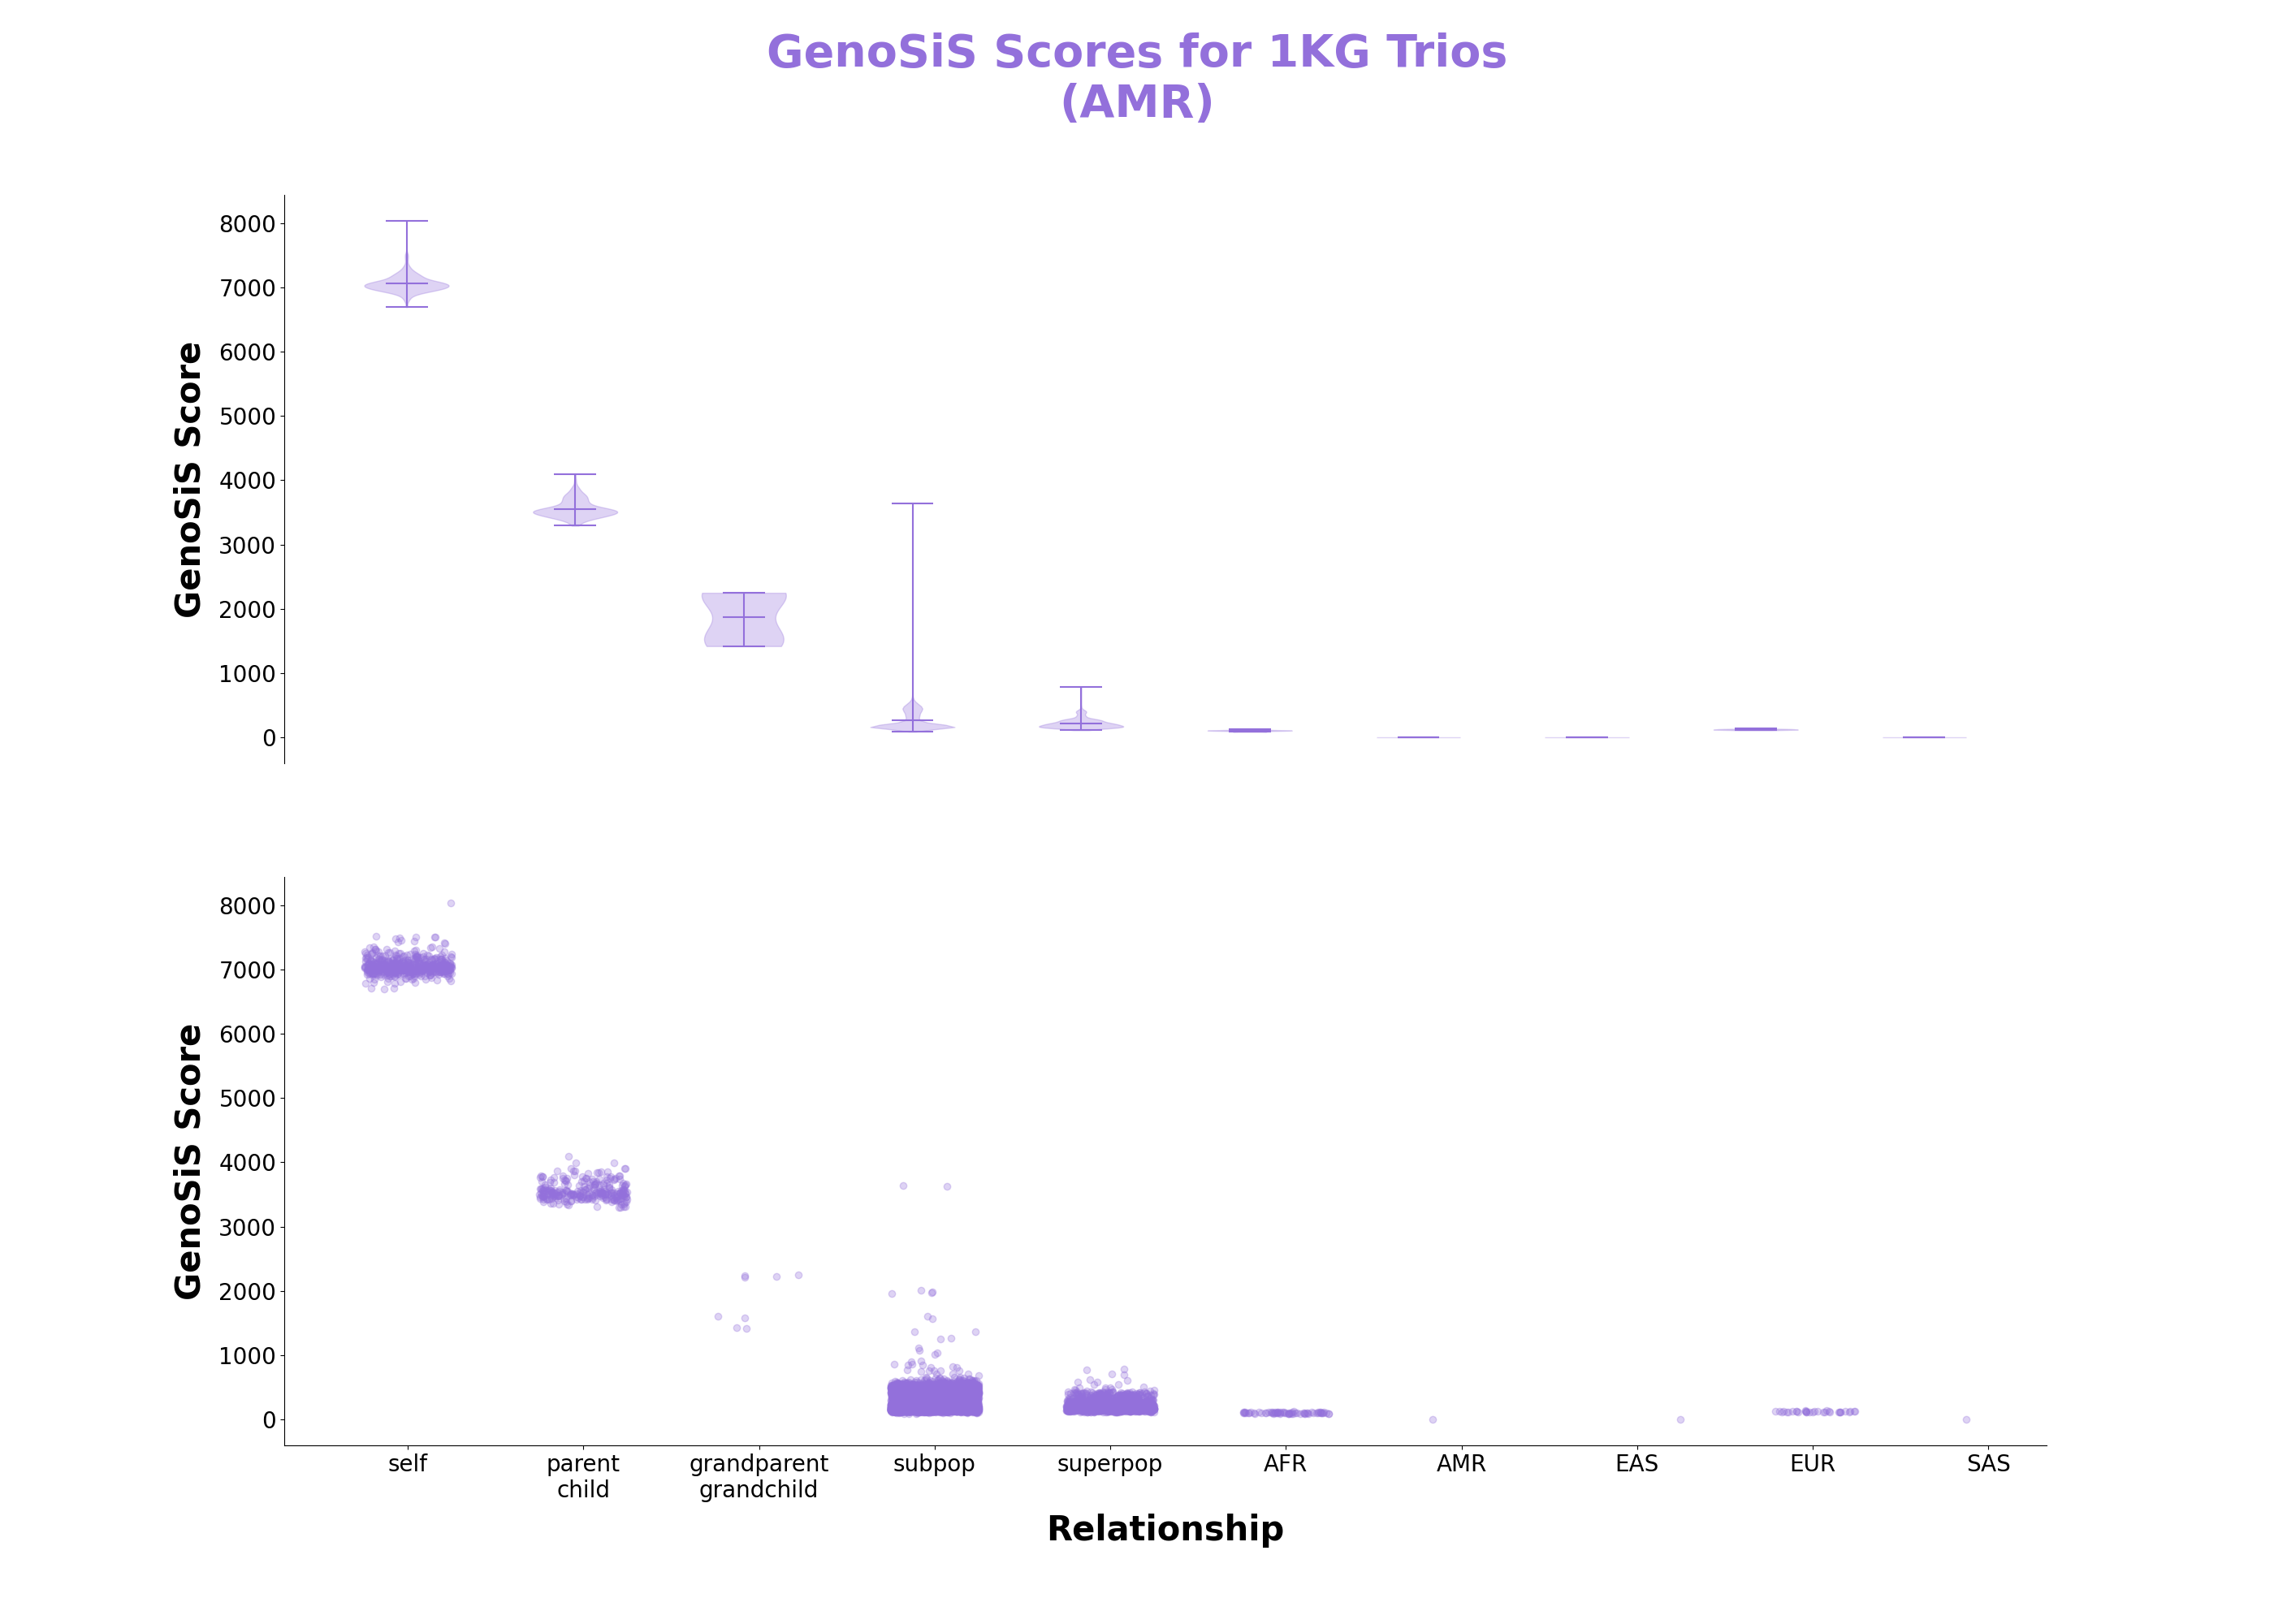 GenoSiS Scores for 1KG Trios
(AMR)
GenoSiS Score
8000
7000
6000
5000
4000
3000
2000
1000
0
GenoSiS Score
8000
7000
6000
5000
4000
3000
2000
1000
0
self parent grandparent subpop superpop AFR AMR EAS EUR SAS
child grandchild
Relationship